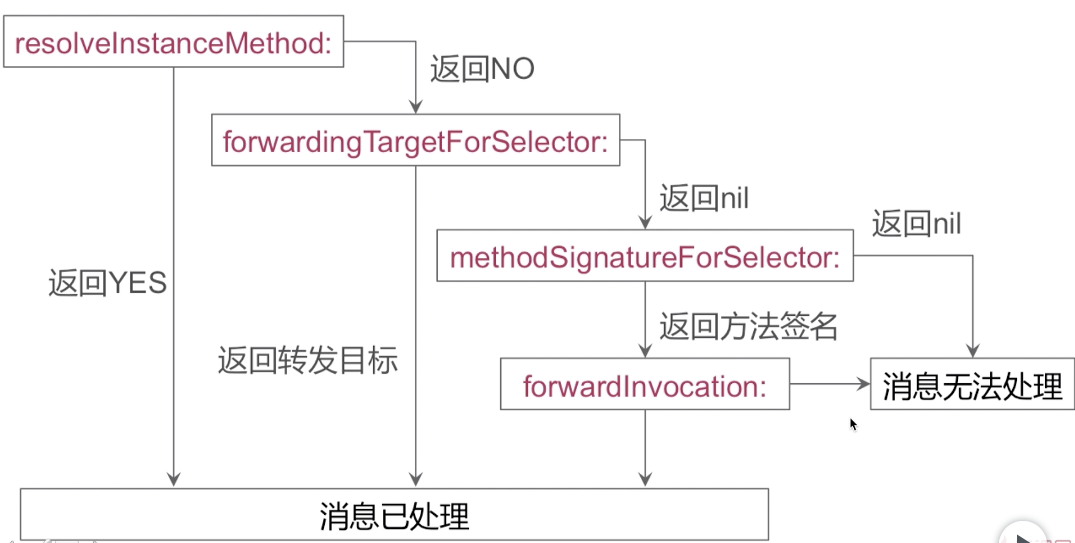 resolveInstanceMethod:
返回NO
forwardingTargetForSelector:
返回nil
返回nil
methodSignatureForSelector:
返回YES
返回方法签名
返回转发目标
forwardInvocation:
消息无法处理
消息已处理